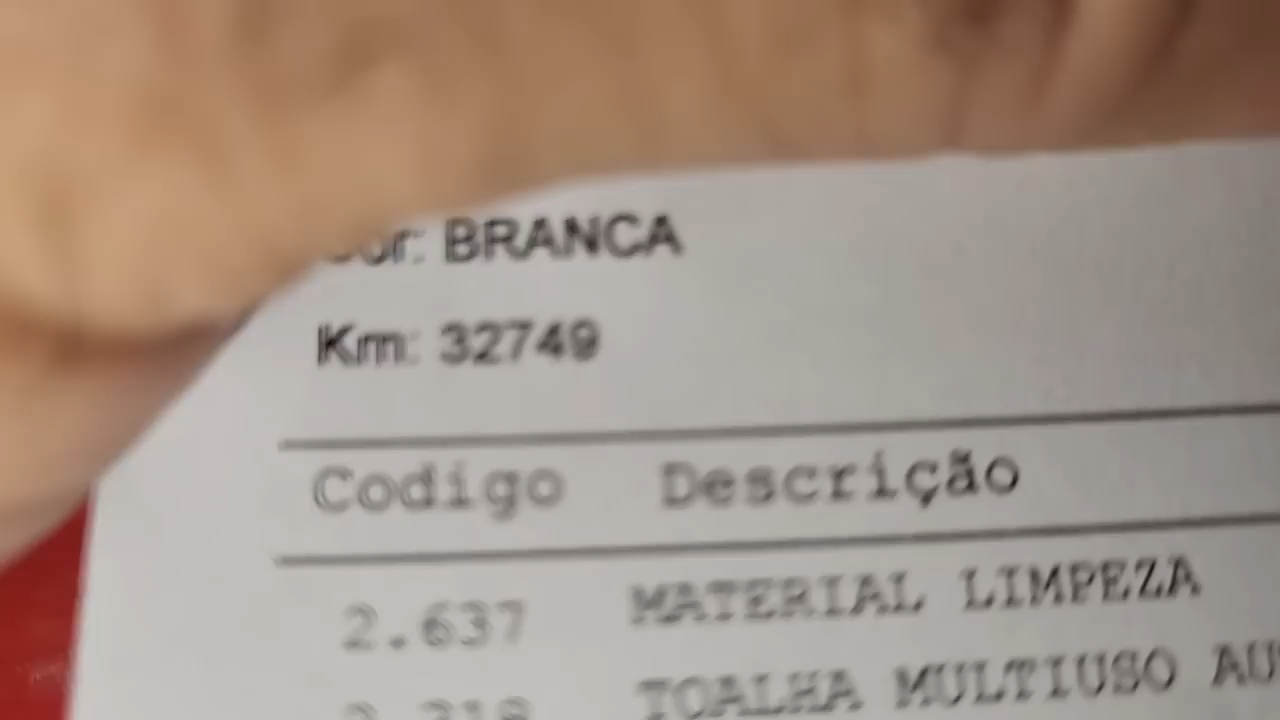 BRANCA
Km: 32749
Codigo Descrição
2.637 MATERIAL LIMPEZA
TOALHA MULTIUSO